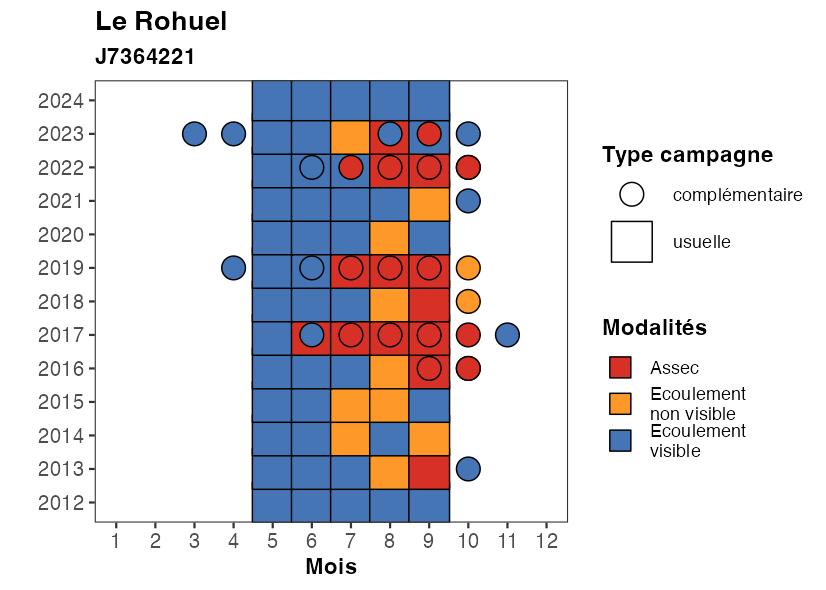 Le Rohuel
J7364221
2024
2023
2022
2021
2020
2019
2018
2017
2016
2015
2014
2013
2012
1 2 3 4 5 6 7 8 9 10 11 12
Mois
Type campagne
complémentaire
usuelle
Modalités
Assec
Ecoulement
non visible
Ecoulement
visible